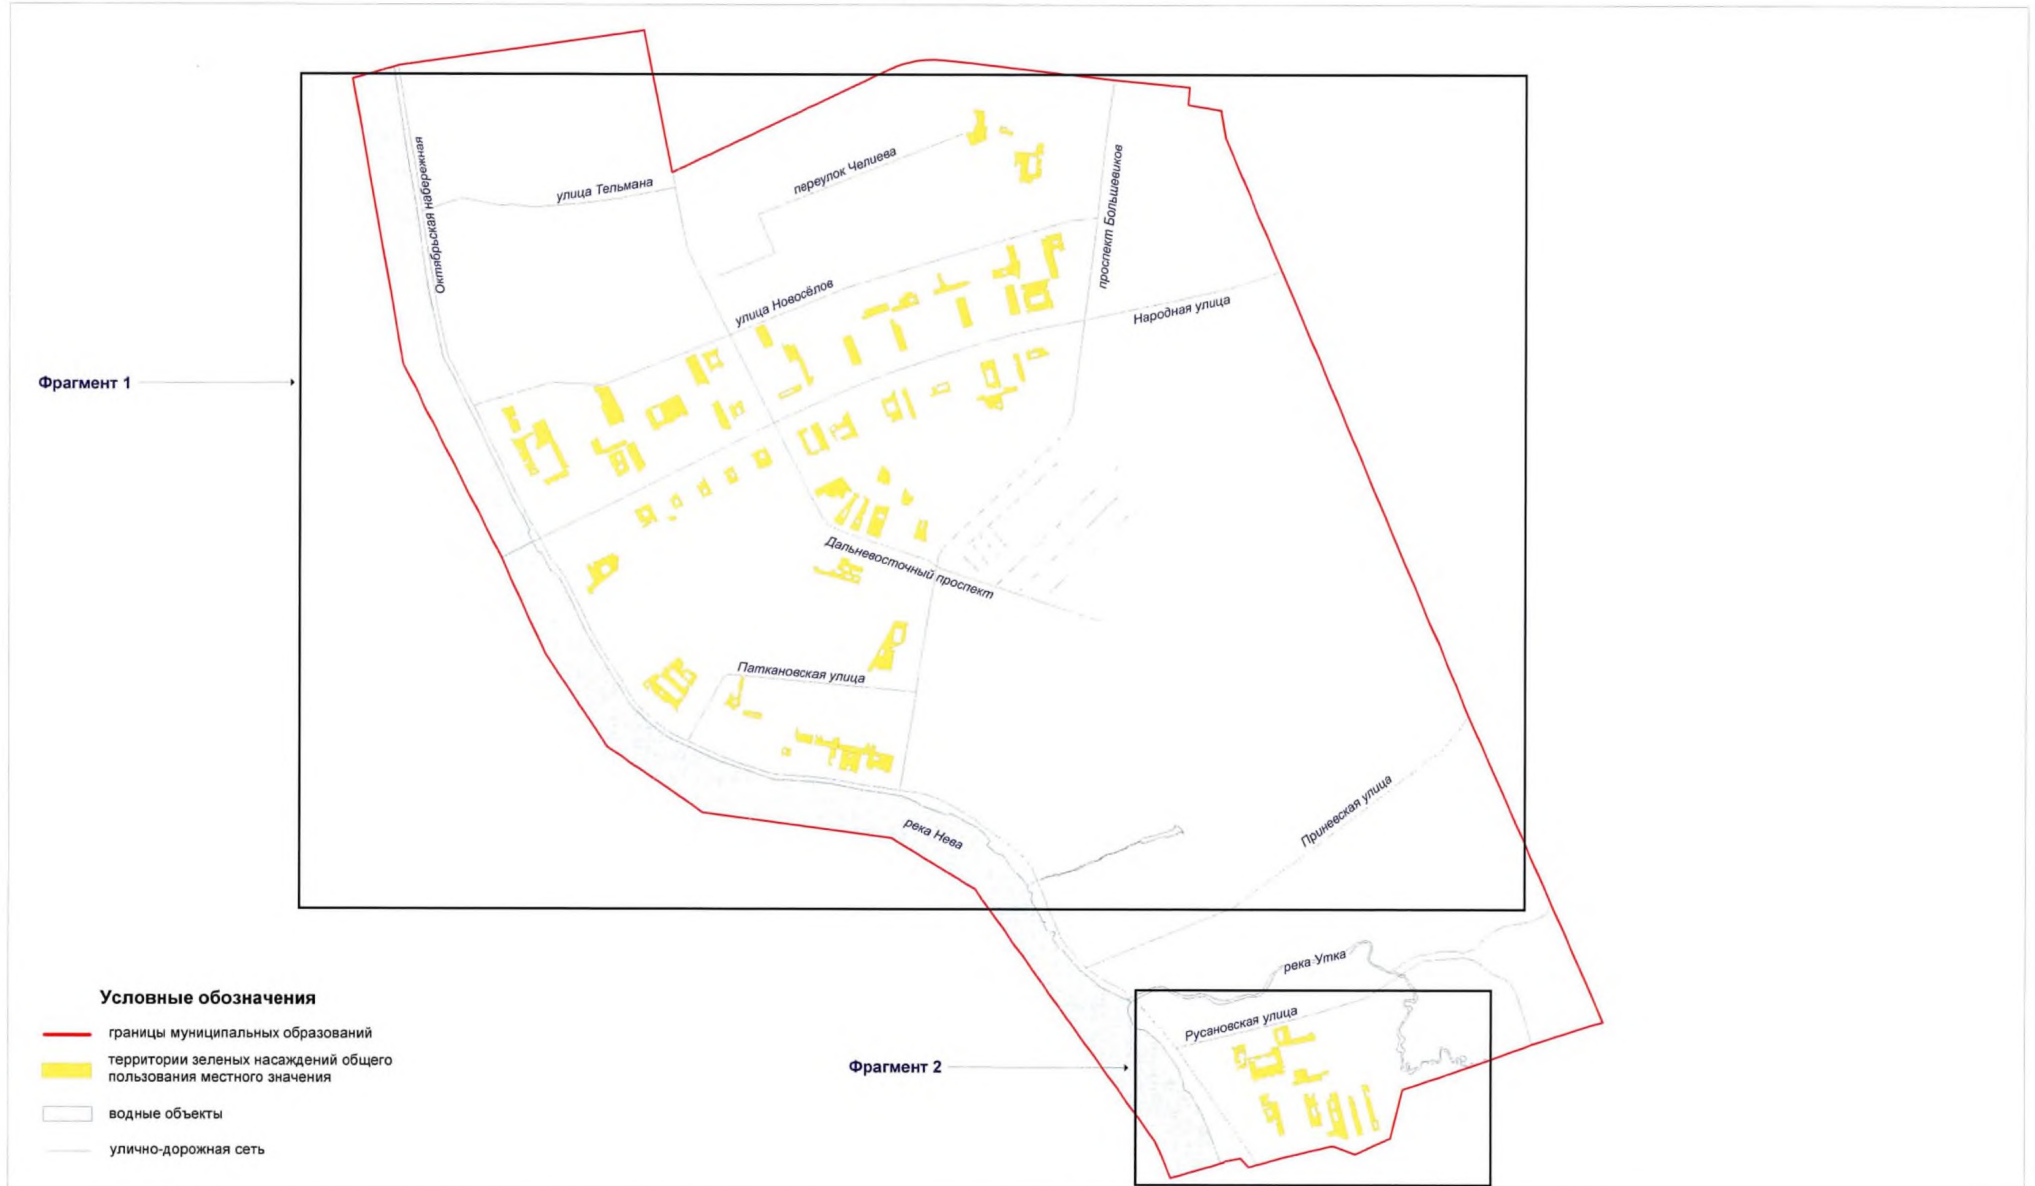 Октябрьская набережная
улица Тельмана
переулок Челиева
проспект Большевиков
улица Новосёлов
Народная улица
Фрагмент 1
Дальневосточный проспект
Паткановская улица
река Нева
Приневская улица
река Утка
Русановская улица
Фрагмент 2
Условные обозначения
границы муниципальных образований
территории зеленых насаждений общего
пользования местного значения
водные объекты
улично-дорожная сеть